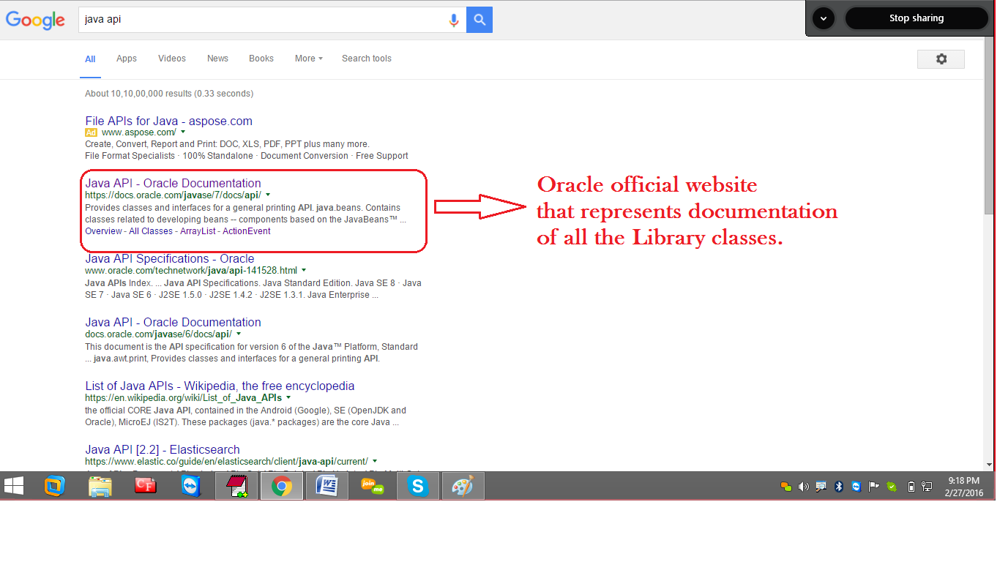 Google
java api
Stop sharing
All Apps Videos News Books More Search tools
About 10,10,00,000 results (0.33 seconds)
File APIs for Java - aspose.com
Ad www.aspose.com/
Create, Convert, Report and Print: DOC, XLS, PDF, PPT plus many more.
File Format Specialists · 100% Standalone · Document Conversion · Free Support
Java API - Oracle Documentation
https://docs.oracle.com/javase/7/docs/api/
Provides classes and interfaces for a general printing API. java.beans. Contains
classes related to developing beans -- components based on the JavaBeans™ ...
Overview - All Classes - ArrayList - ActionEvent
Oracle official website
that represents documentation
of all the Library classes.
Java API Specifications - Oracle
www.oracle.com/technetwork/java/api-141528.html
Java APIs Index. ... Java API Specifications. Java Standard Edition. Java SE 8 · Java
SE 7 · Java SE 6 · J2SE 1.5.0 · J2SE 1.4.2 · J2SE 1.3.1. Java Enterprise ...
Java API - Oracle Documentation
docs.oracle.com/javase/6/docs/api/
This document is the API specification for version 6 of the Java™ Platform, Standard
... java.awt.print, Provides classes and interfaces for a general printing API.
List of Java APIs - Wikipedia, the free encyclopedia
https://en.wikipedia.org/wiki/List_of_Java_APIs
the official CORE Java API, contained in the Android (Google), SE (OpenJDK and
Oracle), MicroEJ (IS2T). These packages (java.* packages) are the core Java ...
Java API [2.2] - Elasticsearch
https://www.elastic.co/guide/en/elasticsearch/client/java-api/current/
CF
join me
9:18 PM
2/27/2016